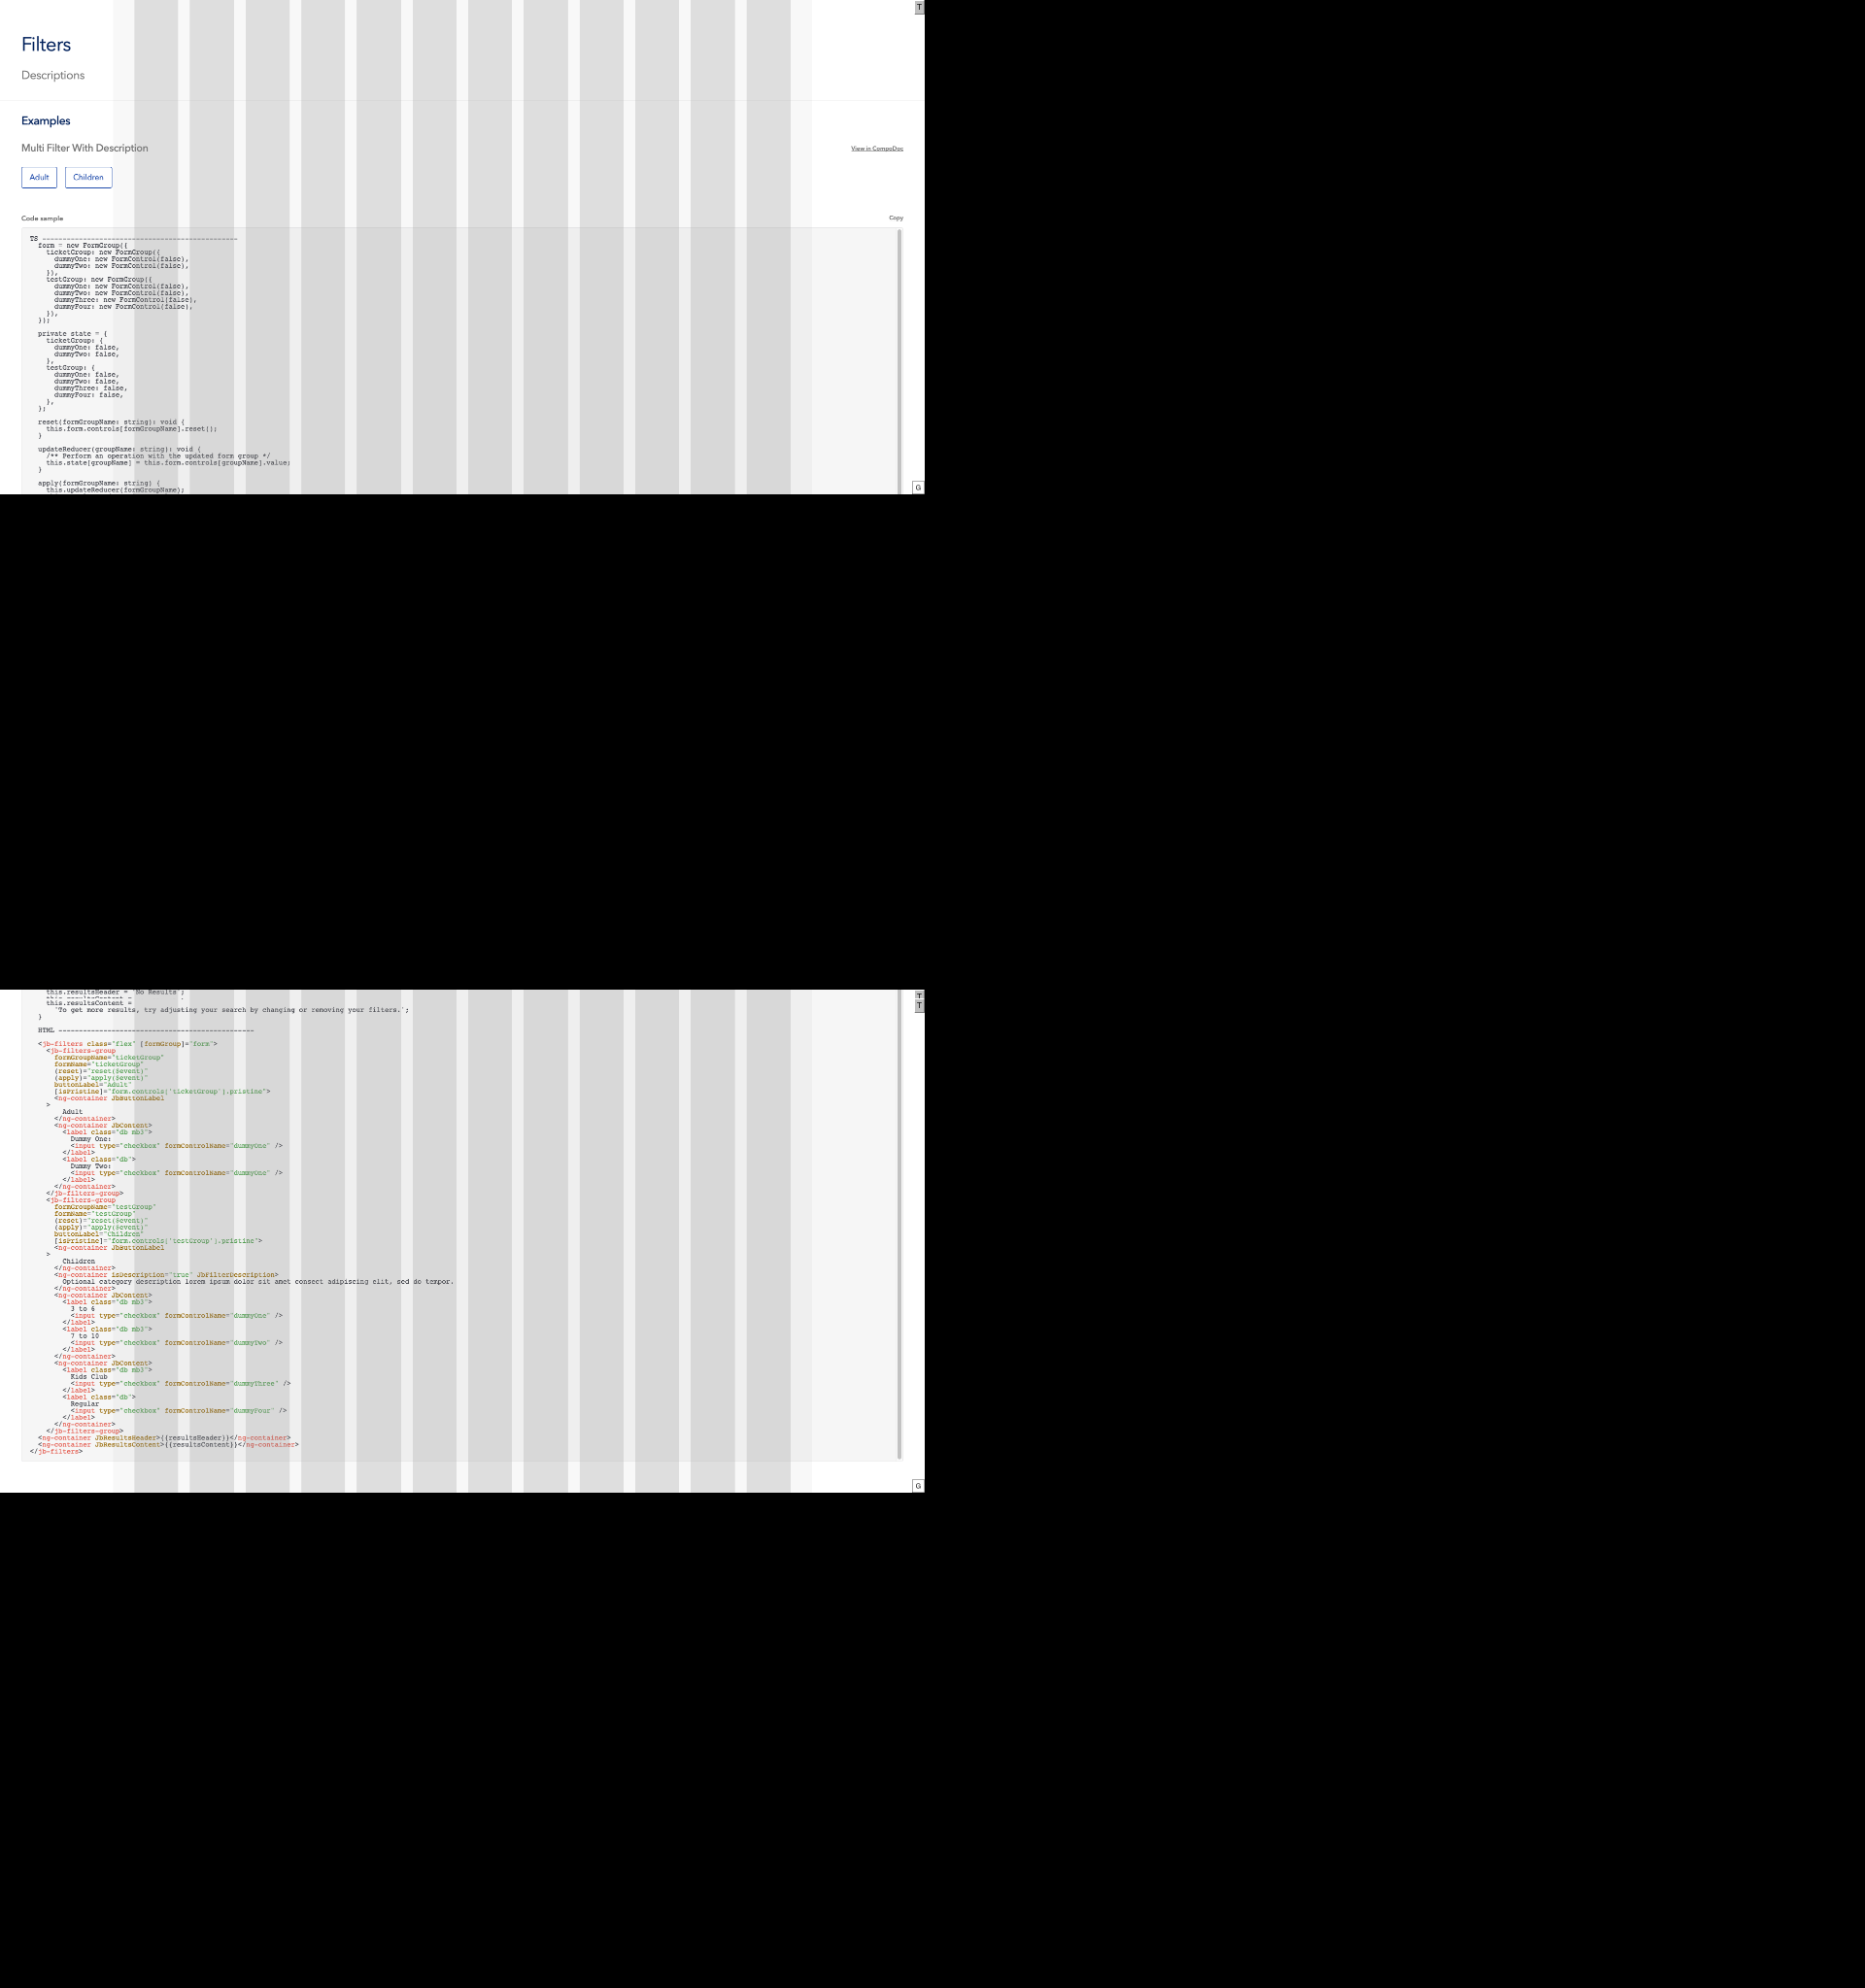 T
Filters
Descriptions
Examples
Multi Filter With Description
View in CompoDoc
Adult
Children
Code sample
Copy
TS ------------------------------------------------
form = new FormGroup({
ticketGroup: new FormGroup({
dummyOne: new FormControl(false),
dummyTwo: new FormControl(false),
}),
testGroup: new FormGroup({
dummyOne: new FormControl(false),
dummyTwo: new FormControl(false),
dummyThree: new FormControl(false),
dummyFour: new FormControl(false),
}),
});
private state = {
ticketGroup: {
dummyOne: false,
dummyTwo: false,
},
testGroup: {
dummyOne: false,
dummyTwo: false,
dummyThree: false,
dummyFour: false,
},
};
reset(formGroupName: string): void {
this.form.controls[formGroupName].reset();
}
updateReducer(groupName: string): void {
/** Perform an operation with the updated form group */
this.state[groupName] = this.form.controls[groupName].value;
}
apply(formGroupName: string) {
this.updateReducer(formGroupName);
G
this.resultsHeader = `No Results`;
T
this.resultsContent =
T
`To get more results, try adjusting your search by changing or removing your filters.`;
}
HTML ------------------------------------------------
<jb-filters class="flex" [formGroup]="form">
<jb-filters-group
formGroupName="ticketGroup"
formName="ticketGroup"
(reset)="reset($event)"
(apply)="apply($event)"
buttonLabel="Adult"
[isPristine]="form.controls['ticketGroup'].pristine">
<ng-container JbButtonLabel
>
Adult
</ng-container>
<ng-container JbContent>
<label class="db mb3">
Dummy One:
<input type="checkbox" formControlName="dummyOne" />
</label>
<label class="db">
Dummy Two:
<input type="checkbox" formControlName="dummyOne" />
</label>
</ng-container>
</jb-filters-group>
<jb-filters-group
formGroupName="testGroup"
formName="testGroup"
(reset)="reset($event)"
(apply)="apply($event)"
buttonLabel="Children"
[isPristine]="form.controls['testGroup'].pristine">
<ng-container JbButtonLabel
>
Children
</ng-container>
<ng-container isDescription="true" JbFilterDescription>
Optional category description lorem ipsum dolor sit amet consect adipiscing elit, sed do tempor.
</ng-container>
<ng-container JbContent>
<label class="db mb3">
3 to 6
<input type="checkbox" formControlName="dummyOne" />
</label>
<label class="db mb3">
7 to 10
<input type="checkbox" formControlName="dummyTwo" />
</label>
</ng-container>
<ng-container JbContent>
<label class="db mb3">
Kids Club
<input type="checkbox" formControlName="dummyThree" />
</label>
<label class="db">
Regular
<input type="checkbox" formControlName="dummyFour" />
</label>
</ng-container>
</jb-filters-group>
<ng-container JbResultsHeader>{{resultsHeader}}</ng-container>
<ng-container JbResultsContent>{{resultsContent}}</ng-container>
</jb-filters>
G